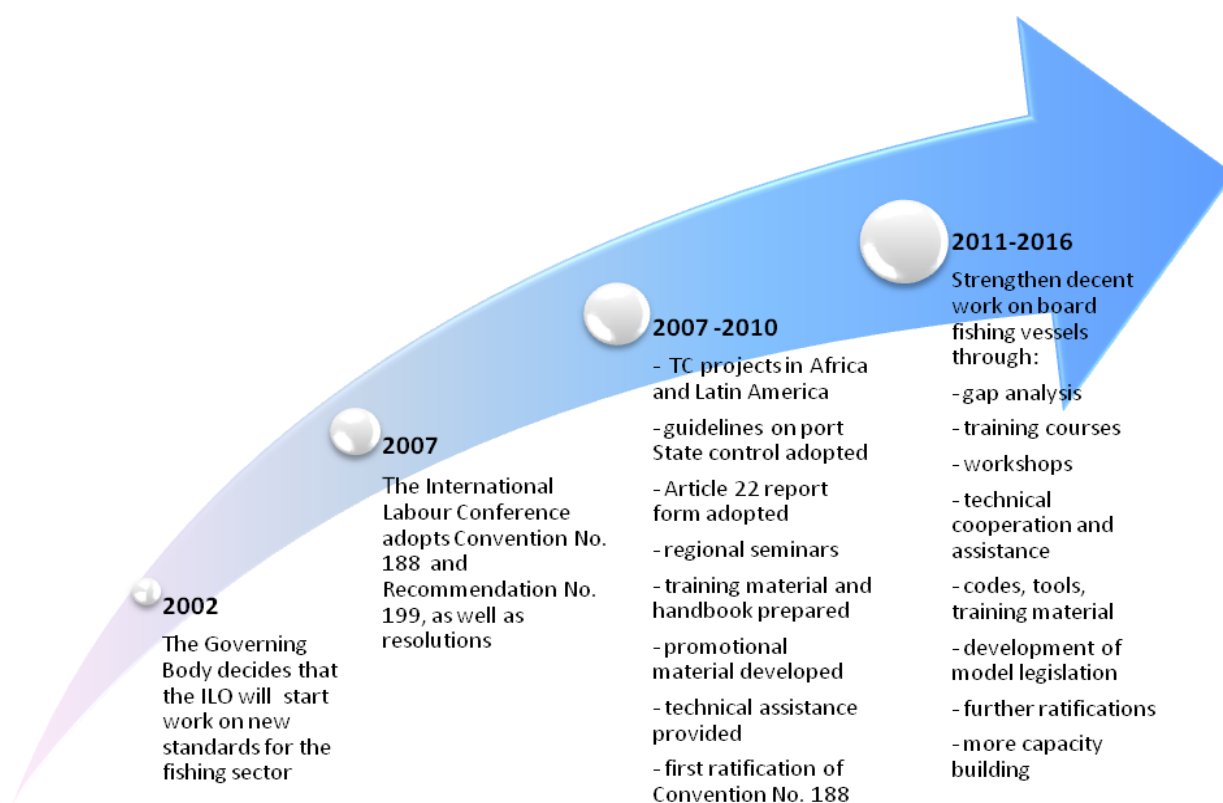 2002
The Governing
Body decides that
the ILO will start
work on new
standards for the
fishing sector
2007
The International
Labour Conference
adopts Convention No.
188 and
Recommendation No.
199, as well as
resolutions
2007 -2010
- TC projects in Africa
and Latin America
-guidelines on port
State control adopted
-Article 22 report
form adopted
-regional seminars
-training material and
handbook prepared
-promotional
material developed
-technical assistance
provided
-first ratification of
Convention No. 188
2011-2016
Strengthen decent
work on board
fishing vessels
through:
-gap analysis
-training courses
-workshops
-technical
cooperation and
assistance
-codes, tools,
training material
-development of
model legislation
-further ratifications
-more capacity
building